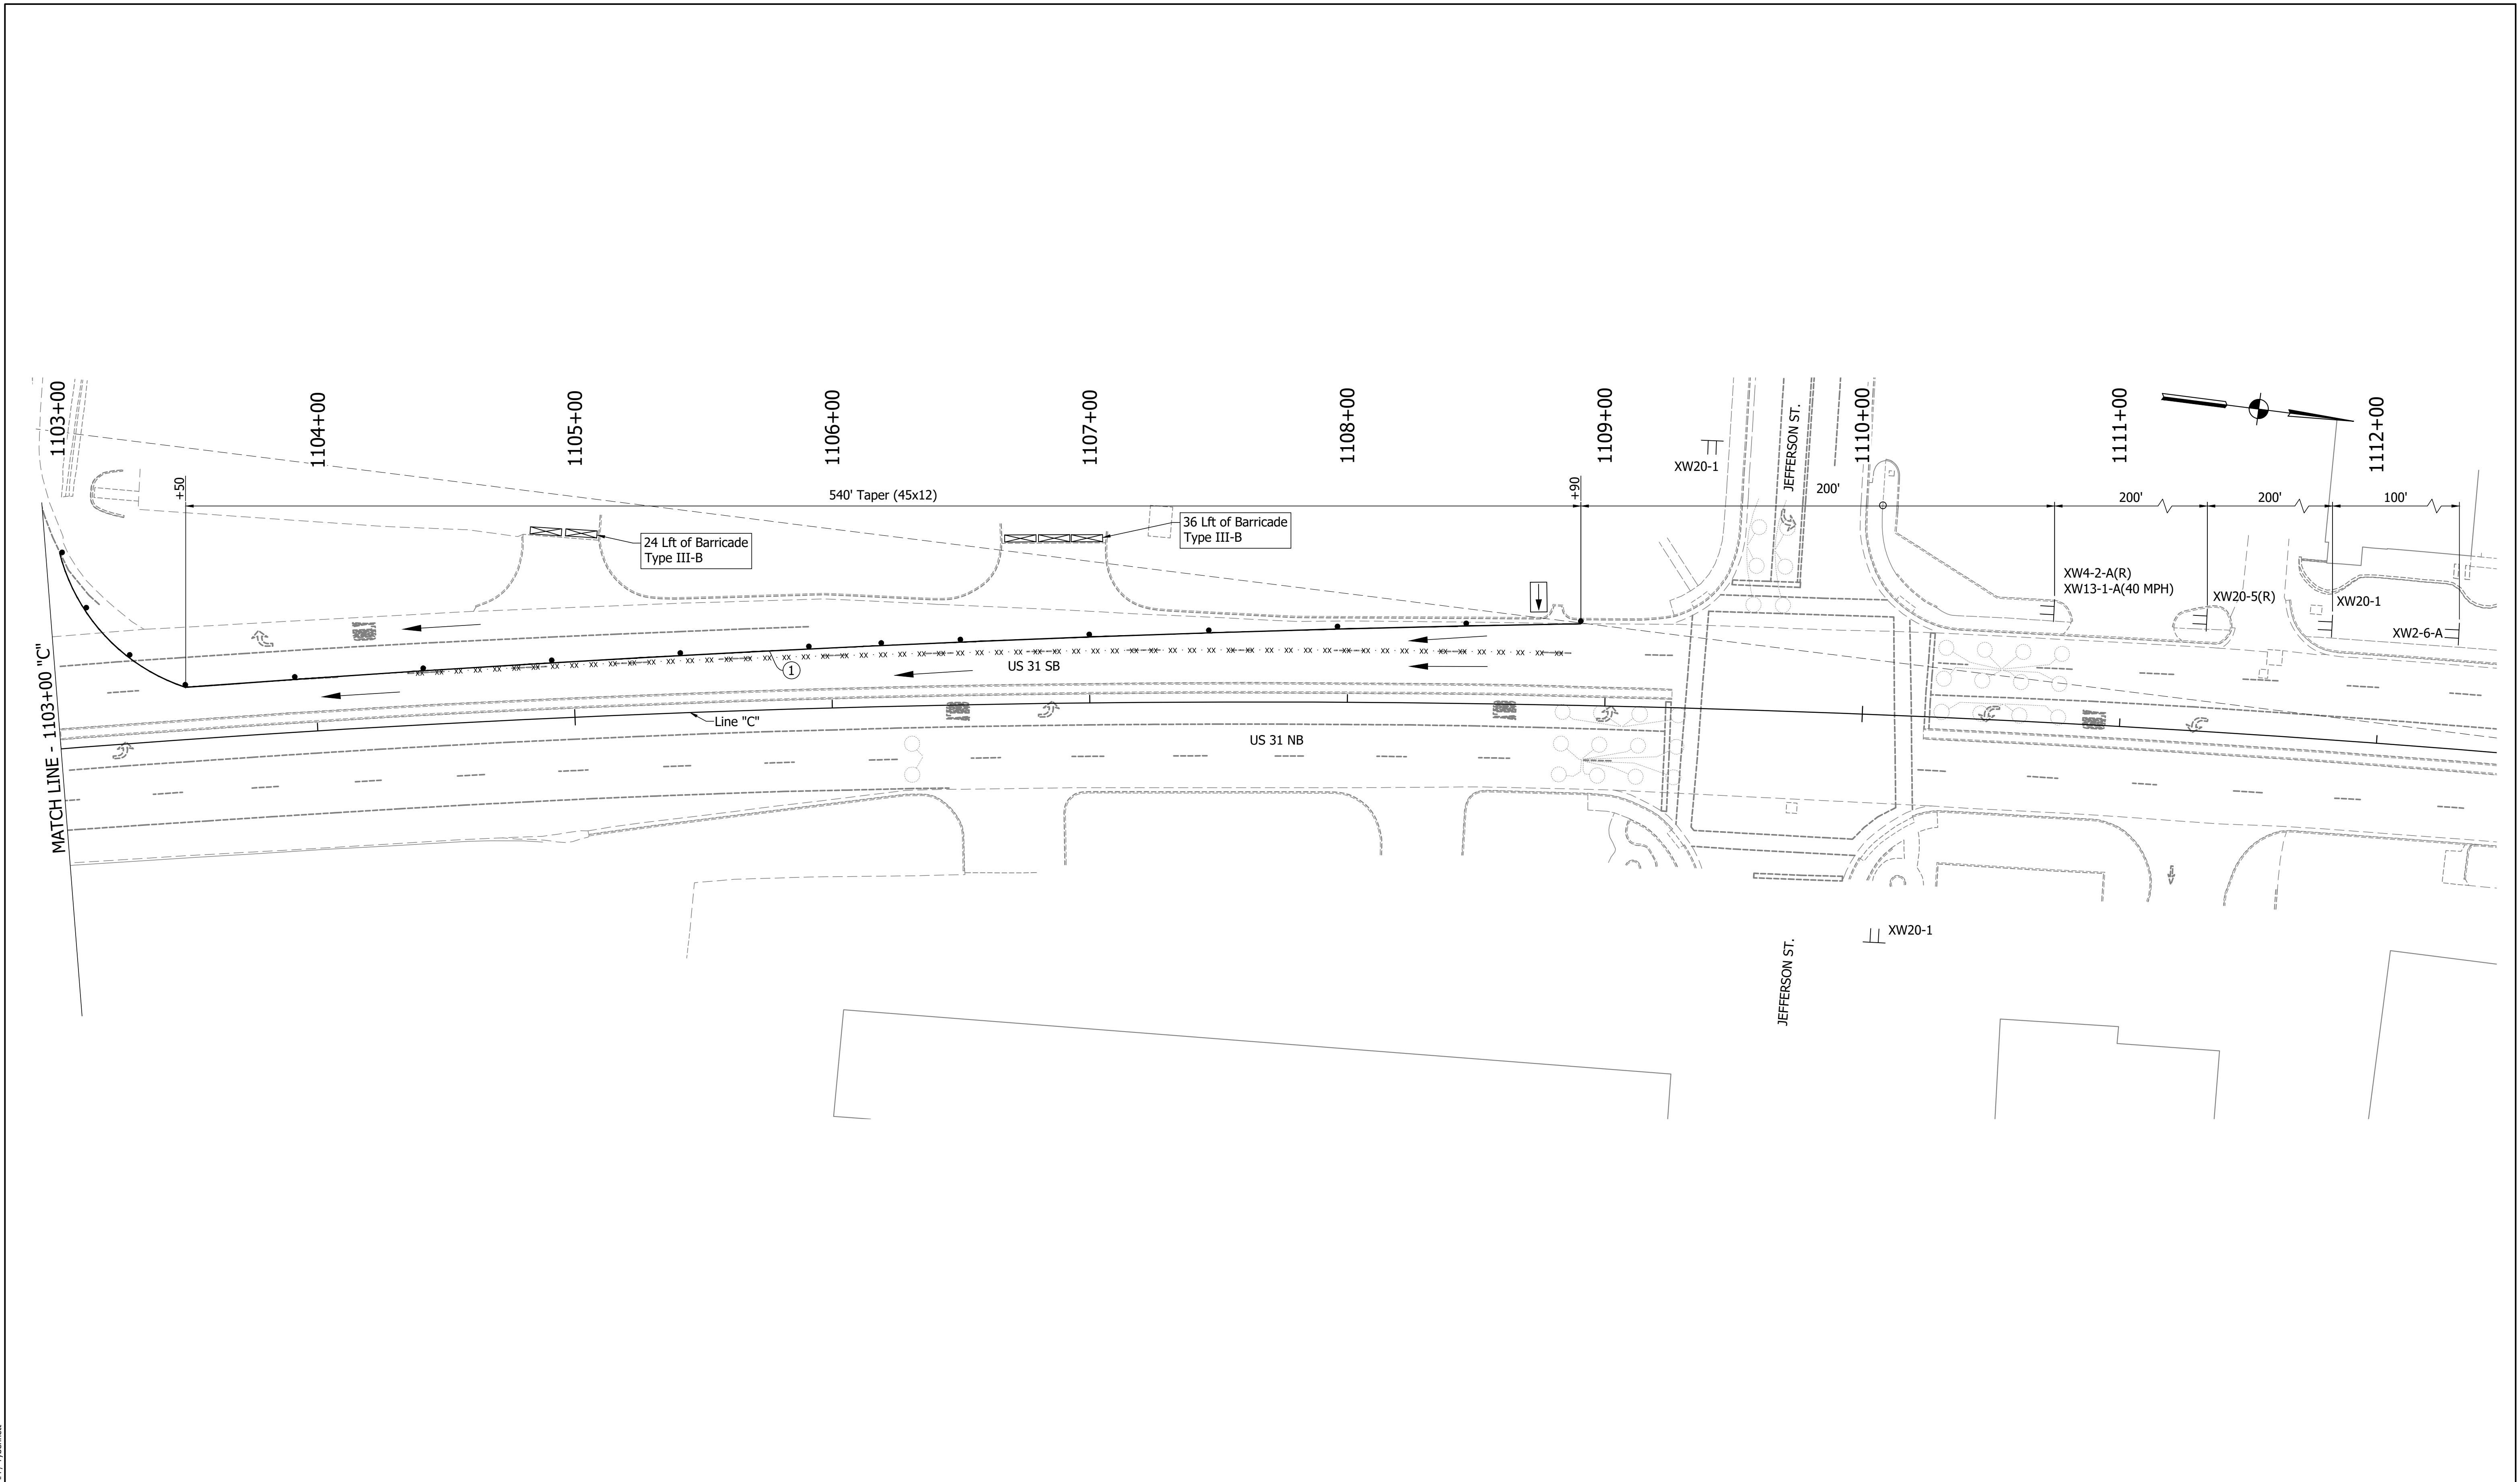 1103+00
1104+00
1105+00
1106+00
1107+00
1108+00
1109+00
1110+00
1111+00
1112+00
+50
540' Taper (45x12)
+90
200'
200'
200'
100'
XW20-1
JEFFERSON ST.
24 Lft of Barricade
Type III-B
36 Lft of Barricade
Type III-B
XW4-2-A(R)
XW13-1-A(40 MPH)
XW20-5(R)
XW20-1
XW2-6-A
US 31 SB
1
Line "C"
US 31 NB
MATCH LINE - 1103+00 "C"
XW20-1
JEFFERSON ST.